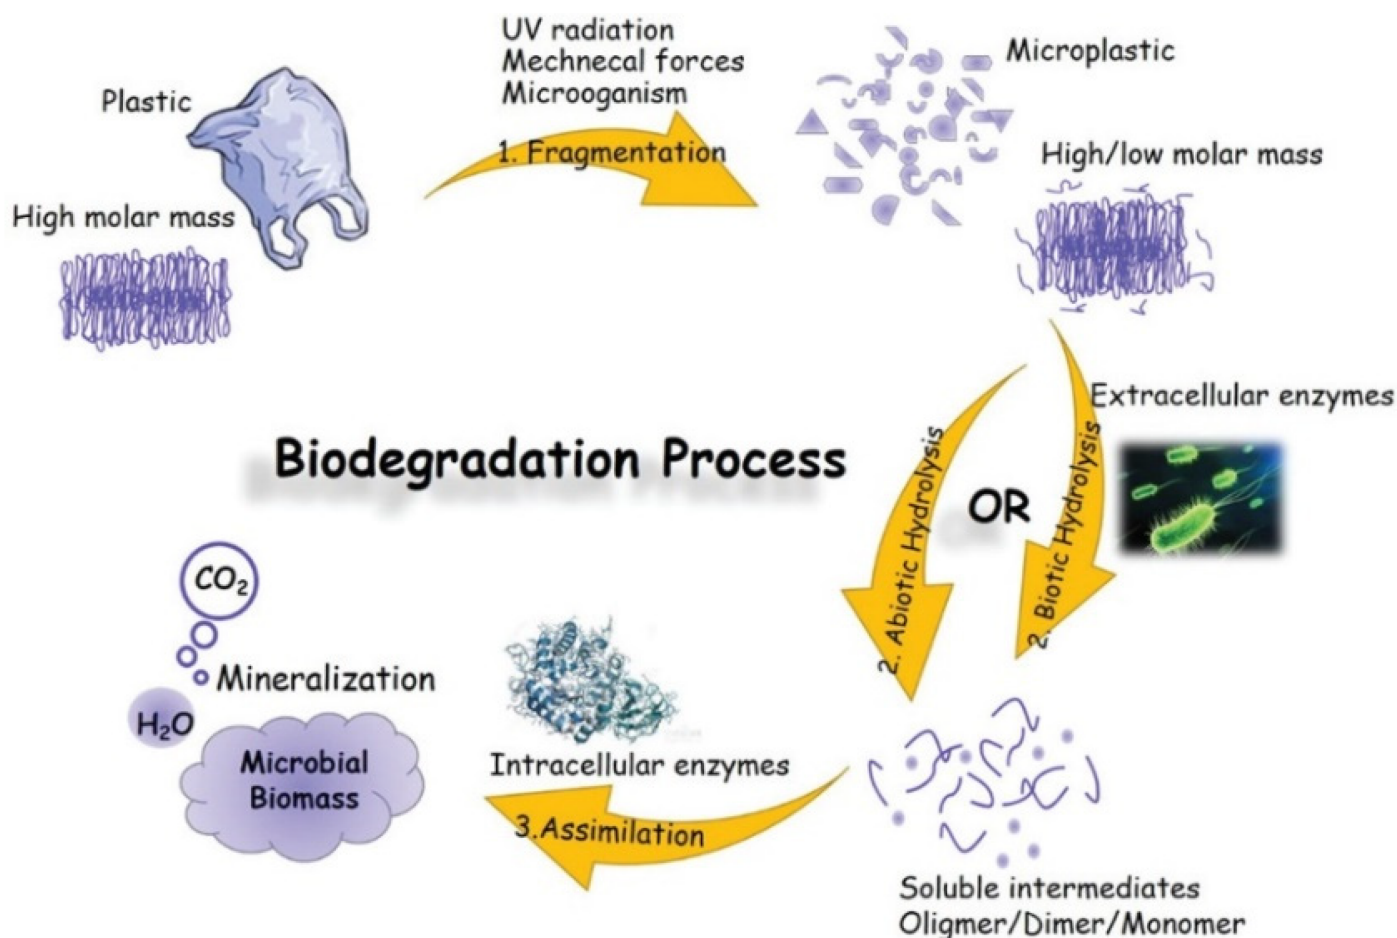 UV radiation
Mechnecal forces
Microoganism
1. Fragmentation
Plastic
High molar mass
Microplastic
High/low molar mass
Extracellular enzymes
2. Abiotic Hydrolysis
OR
2. Biotic Hydrolysis
Biodegradation Process
CO₂
H₂O
Mineralization
Microbial
Biomass
Intracellular enzymes
3.Assimilation
Soluble intermediates
Oligmer/Dimer/Monomer